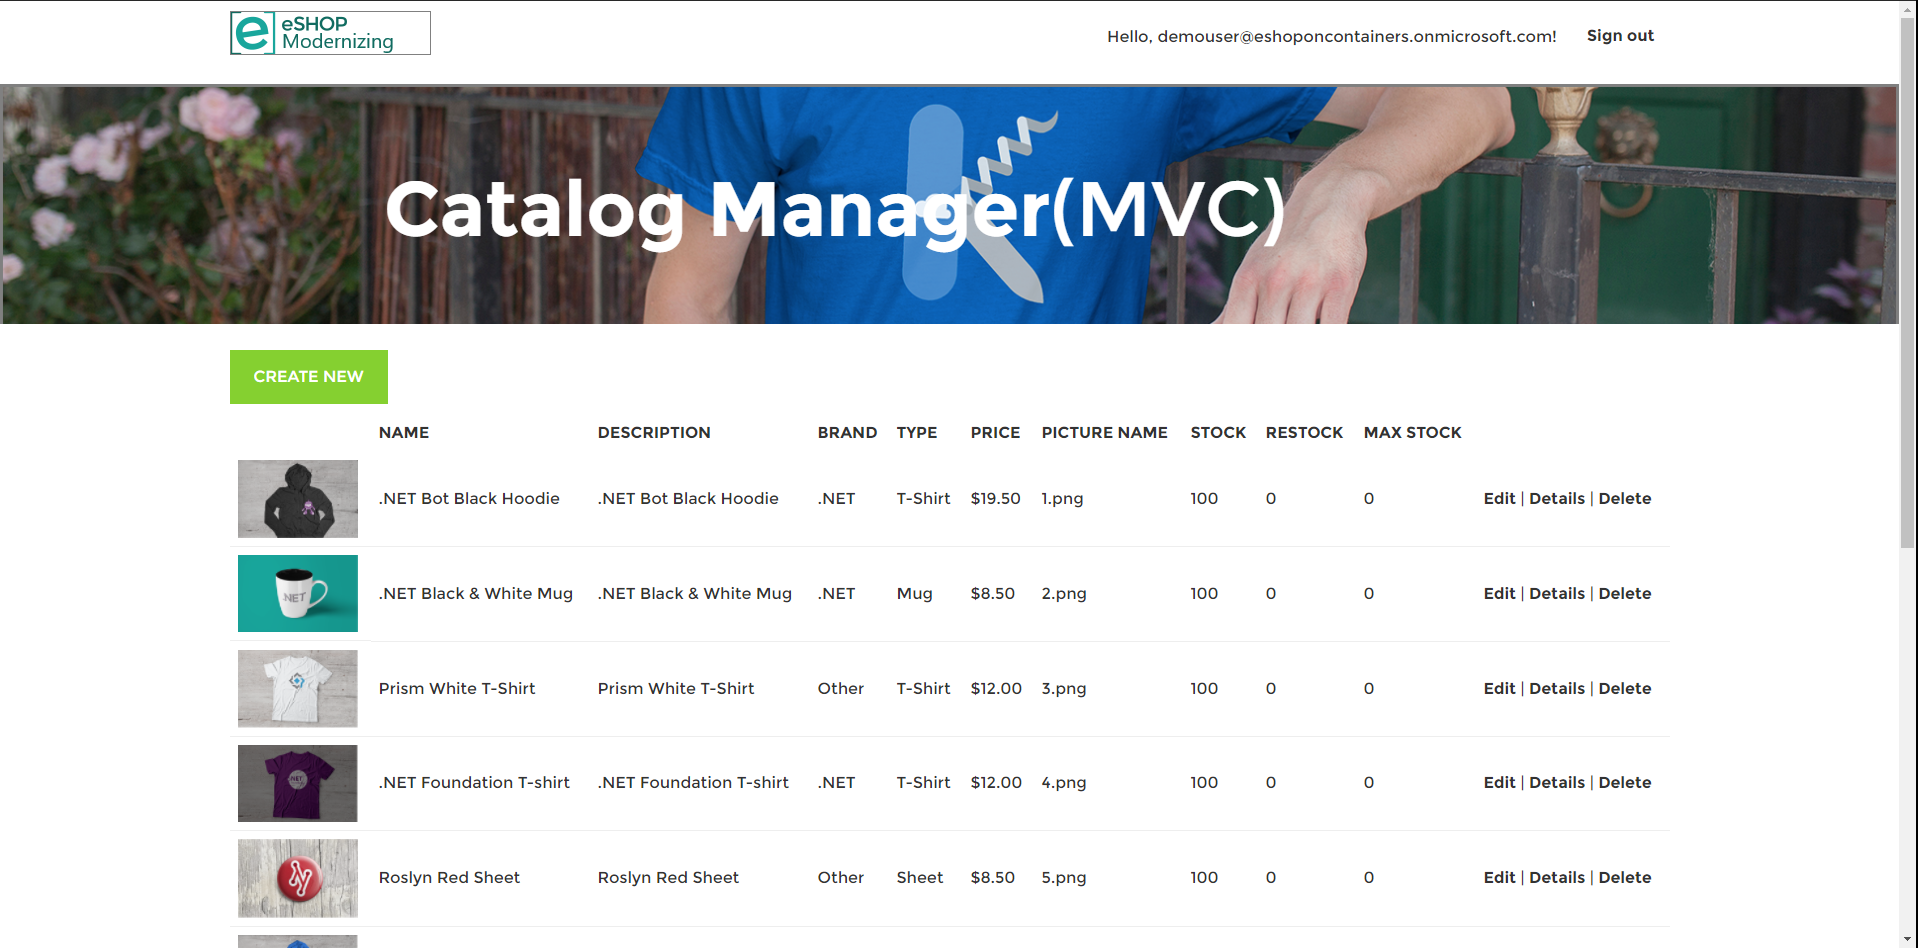 eSHOP
Modernizing
Hello, demouser@eshoponcontainers.onmicrosoft.com!
Sign out
Catalog Manager(MVC)
CREATE NEW
NAME DESCRIPTION BRAND TYPE PRICE PICTURE NAME STOCK RESTOCK MAX STOCK
.NET Bot Black Hoodie .NET Bot Black Hoodie .NET T-Shirt $19.50 1.png 100 0 0 Edit | Details | Delete
.NET
.NET Black & White Mug .NET Black & White Mug .NET Mug $8.50 2.png 100 0 0 Edit | Details | Delete
Prism White T-Shirt Prism White T-Shirt Other T-Shirt $12.00 3.png 100 0 0 Edit | Details | Delete
.NET
.NET Foundation T-shirt .NET Foundation T-shirt .NET T-Shirt $12.00 4.png 100 0 0 Edit | Details | Delete
Roslyn Red Sheet Roslyn Red Sheet Other Sheet $8.50 5.png 100 0 0 Edit | Details | Delete